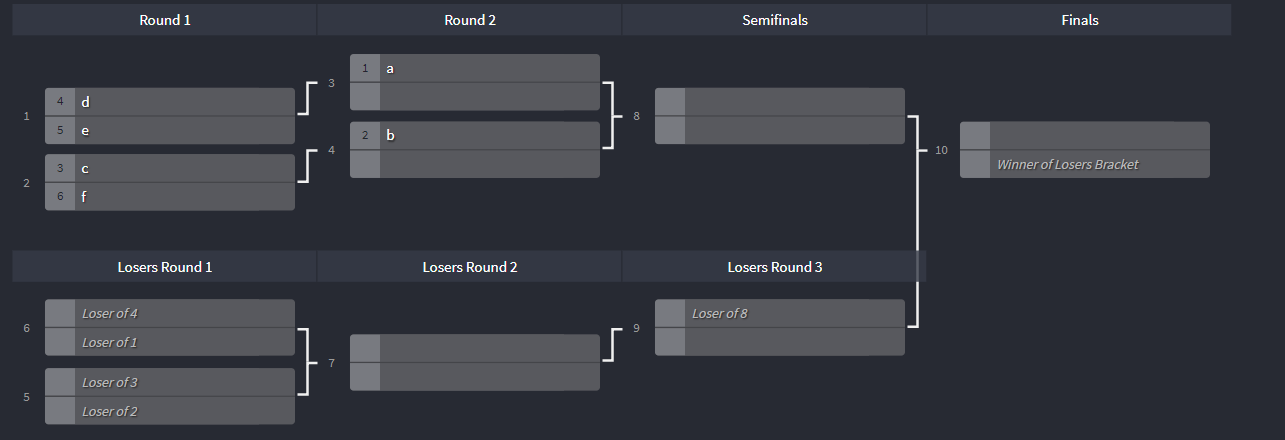 Round 1 Round 2 Semifinals Finals
1 a
3
4 d
1
5 e
2 b
4
8
10
Winner of Losers Bracket
3 c
2
6 f
Losers Round 1 Losers Round 2 Losers Round 3
Loser of 4
6
Loser of 1
7
Loser of 8
9
Loser of 3
5
Loser of 2